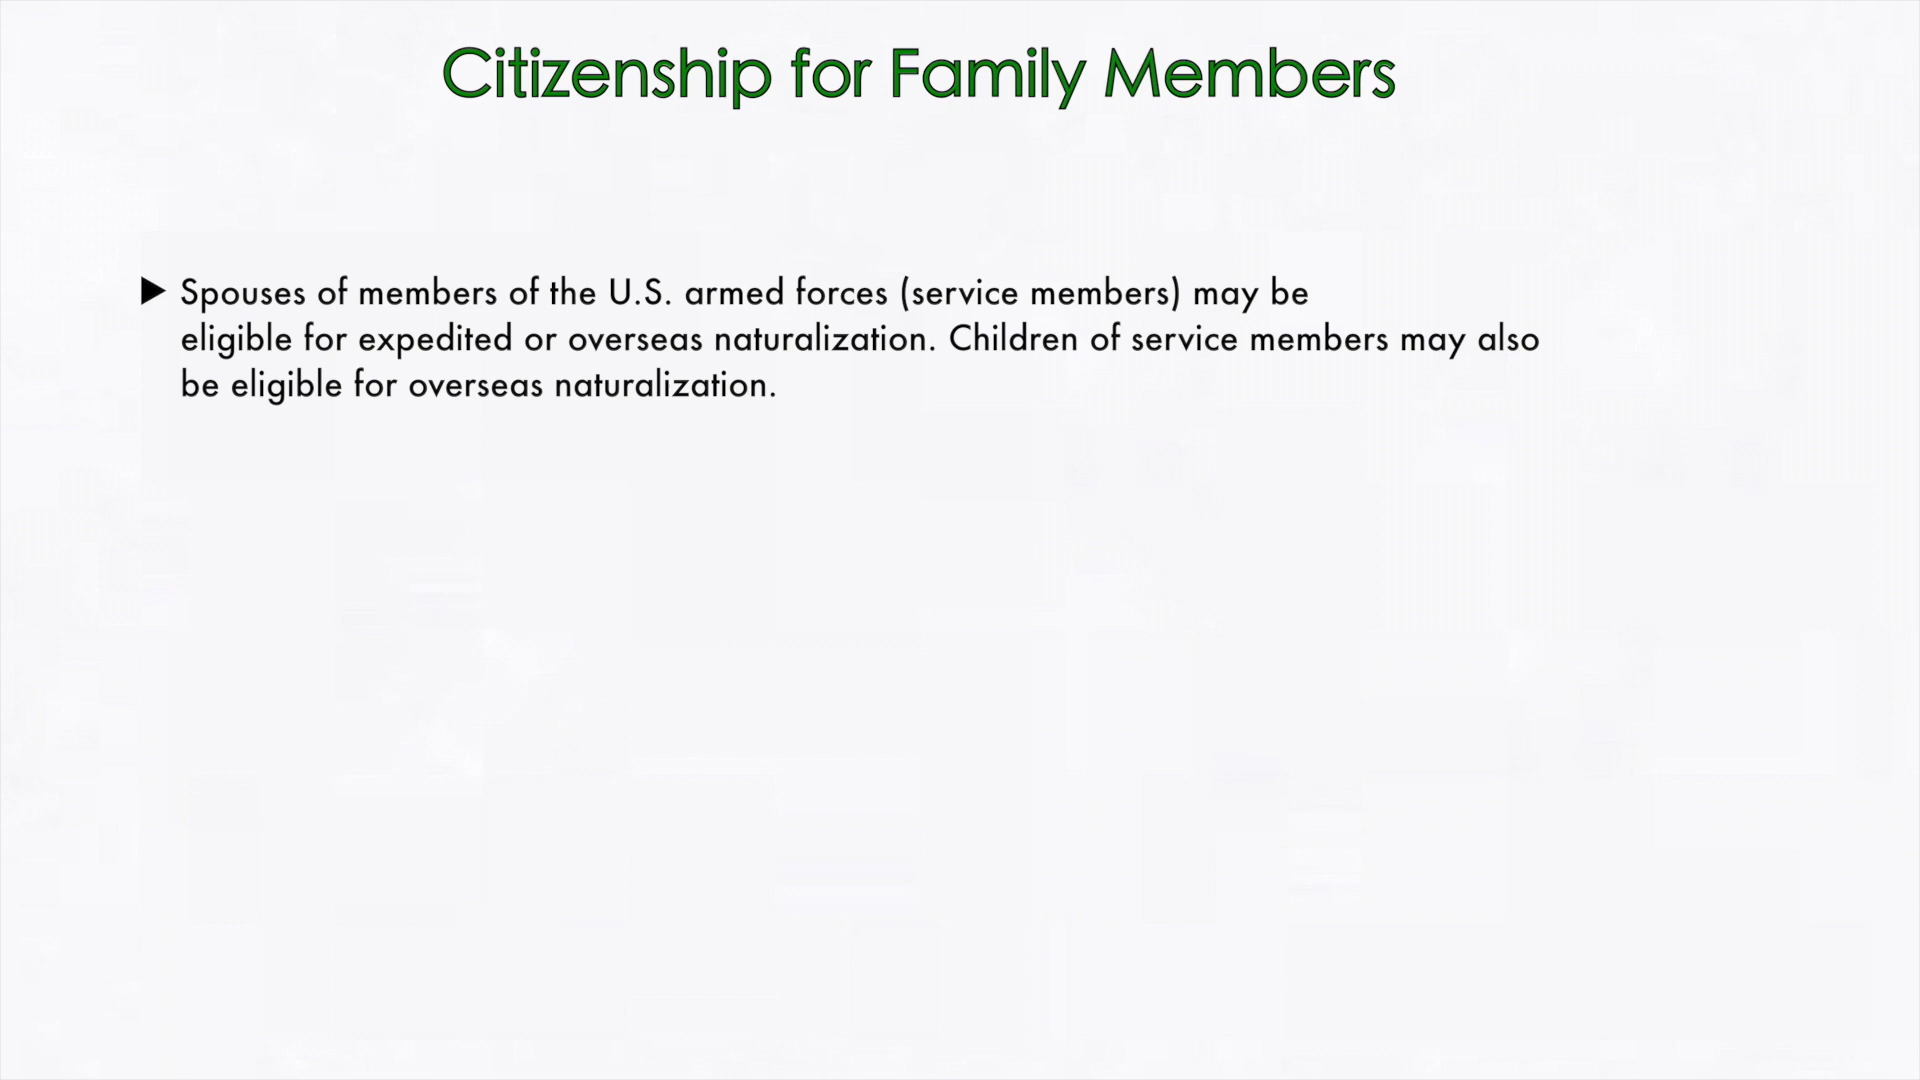 Citizenship for Family Members
Spouses of members of the U.S. armed forces (service members) may be
eligible for expedited or overseas naturalization. Children of service members may also
be eligible for overseas naturalization.